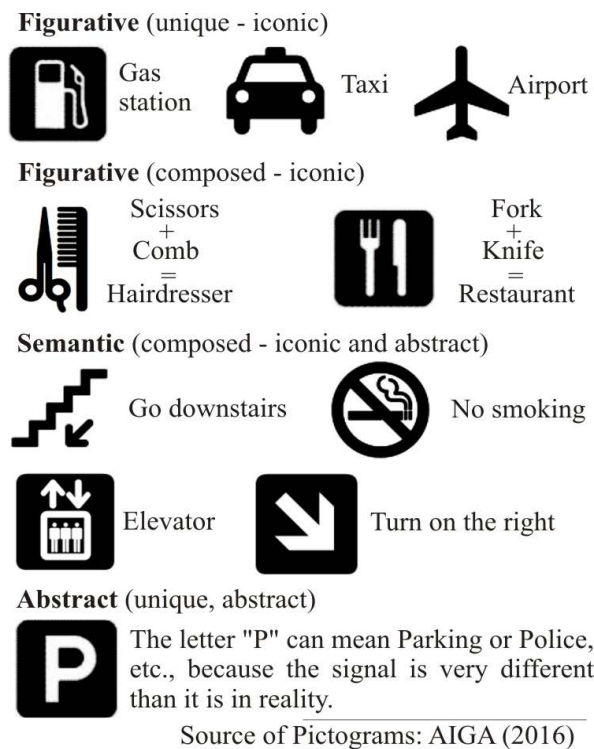 Figurative (unique - iconic)
Gas
station
Taxi
Airport
Figurative (composed - iconic)
Scissors
+
Comb
=
Hairdresser
Fork
+
Knife
=
Restaurant
Semantic (composed - iconic and abstract)
Go downstairs
No smoking
Elevator
Turn on the right
Abstract (unique, abstract)
P
The letter "P" can mean Parking or Police,
etc., because the signal is very different
than it is in reality.
Source of Pictograms: AIGA (2016)